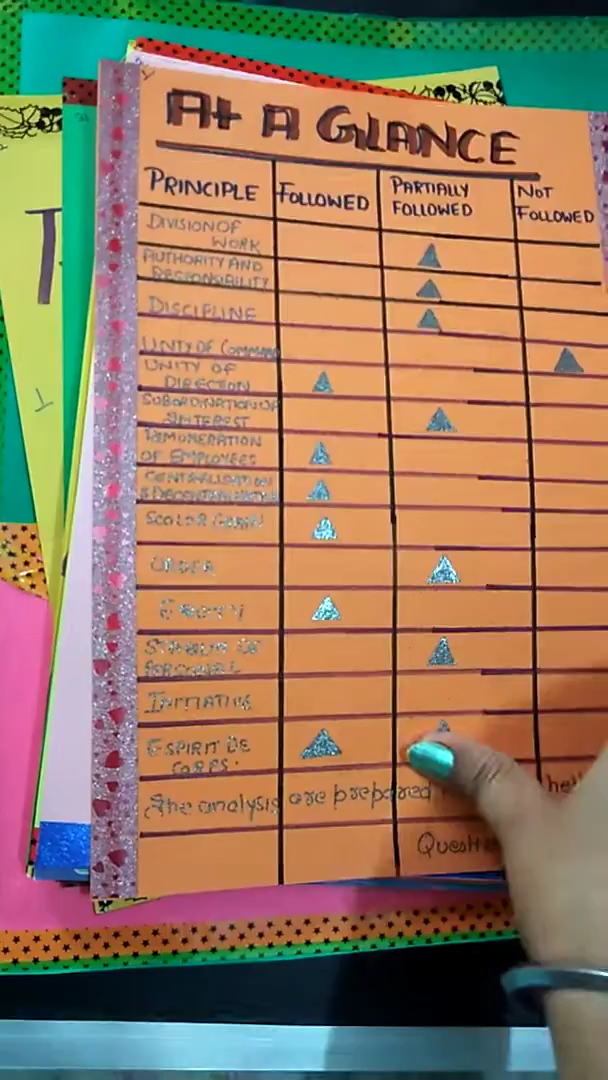 At A GLANCE
PRINCIPLE FOLLOWED PARTIALLY FOLLOWED NOT FOLLOWED
DIVISION OF
WORK
AUTHORITY AND
RESPONSIBILITY
DISCIPLINE
UNITY OF COMMAND
UNITY OF
DIRECTION
SUBORDINATION OF
INTEREST
REMUNERATION
OF EMPLOYEES
CENTRALISATION
& DECENTRALISATION
SCALOR CHAIN
ORDER
EQUITY
STABILITY OF
PERSONNEL
INITIATIVE
ESPIRIT DE
CORPS.
The analysis are prepared